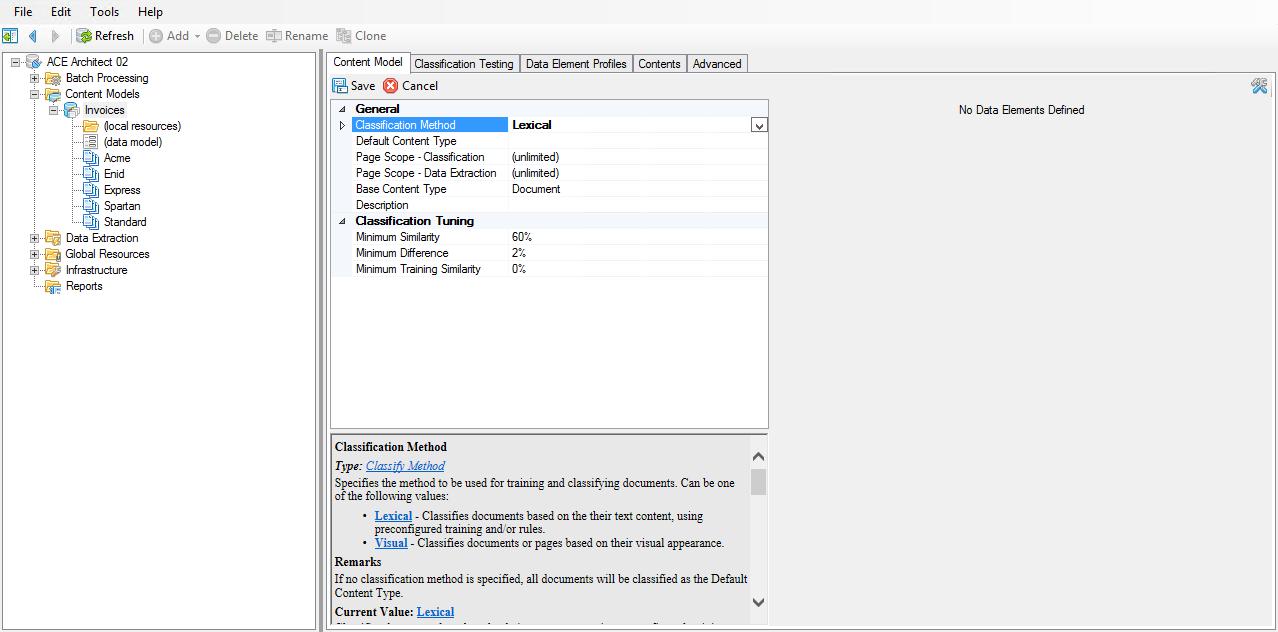 File Edit Tools Help
Refresh Add Delete Rename Clone
ACE Architect 02
Batch Processing
Content Models
Invoices
(local resources)
(data model)
Acme
Enid
Express
Spartan
Standard
Data Extraction
Global Resources
Infrastructure
Reports
Content Model Classification Testing Data Element Profiles Contents Advanced
Save Cancel
General
Classification Method Lexical
Default Content Type
Page Scope - Classification (unlimited)
Page Scope - Data Extraction (unlimited)
Base Content Type Document
Description
Classification Tuning
Minimum Similarity 60%
Minimum Difference 2%
Minimum Training Similarity 0%
Classification Method
Type: Classify Method
Specifies the method to be used for training and classifying documents. Can be one
of the following values:
• Lexical - Classifies documents based on the their text content, using
preconfigured training and/or rules.
• Visual - Classifies documents or pages based on their visual appearance.
Remarks
If no classification method is specified, all documents will be classified as the Default
Content Type.
Current Value: Lexical
No Data Elements Defined